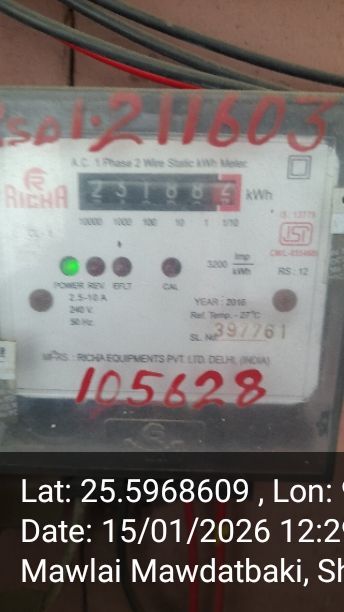 211603
A.C. 1 Phase 2 Wire Static kWh Meter
RICHA
23188 kWh
10000 1000 100 10 1 1/10
IS: 13779
ISI
3200 Imp/kWh
RS: 12
POWER REV. EFLT CAL
2.5-10 A
240 V.
50 Hz.
YEAR: 2016
Ref. Temp. - 27°C
SL. No. 397761
MFRS.: RICHA EQUIPMENTS PVT. LTD. DELHI, (INDIA)
105628
Lat: 25.5968609 , Lon:
Date: 15/01/2026 12:29
Mawlai Mawdatbaki, Sh